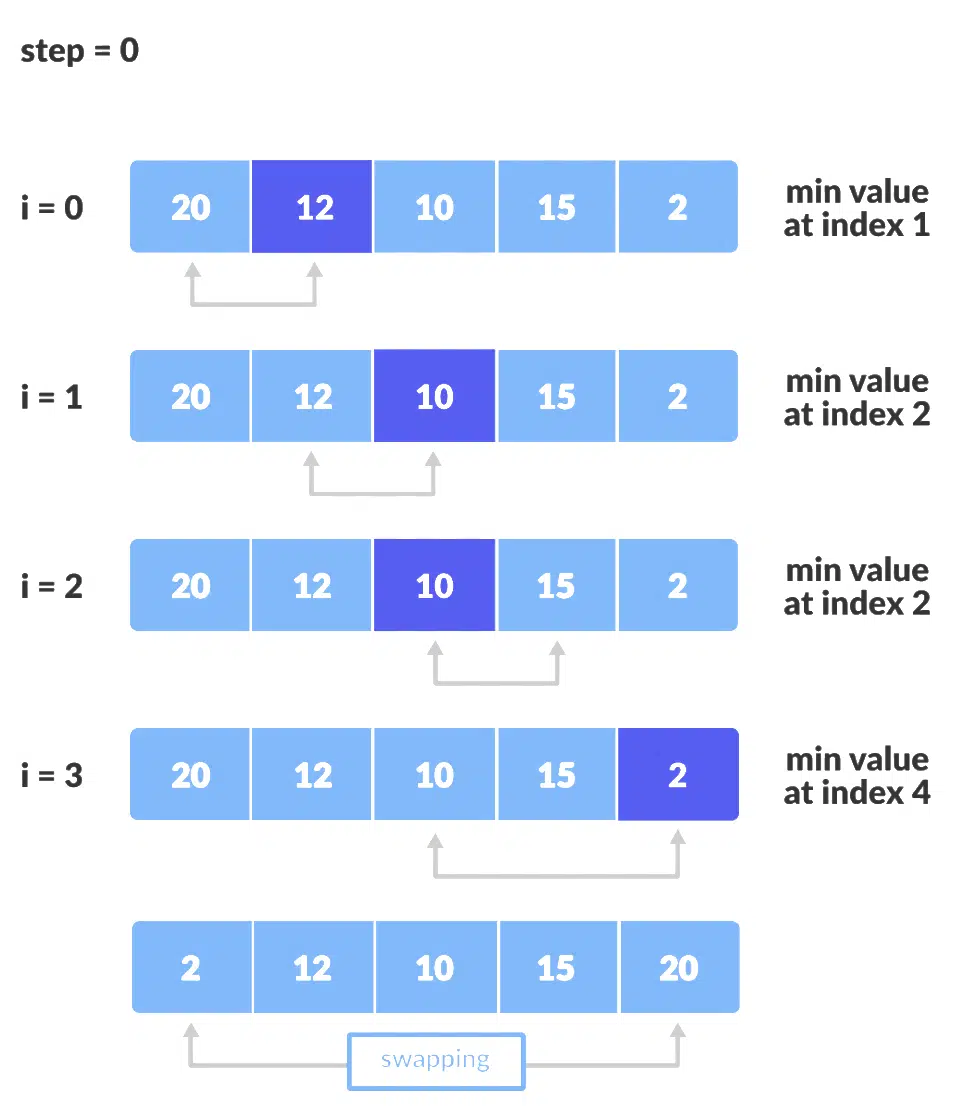 step = 0
i = 0 20 12 10 15 2 min value
at index 1
i = 1 20 12 10 15 2 min value
at index 2
i = 2 20 12 10 15 2 min value
at index 2
i = 3 20 12 10 15 2 min value
at index 4
2 12 10 15 20
swapping